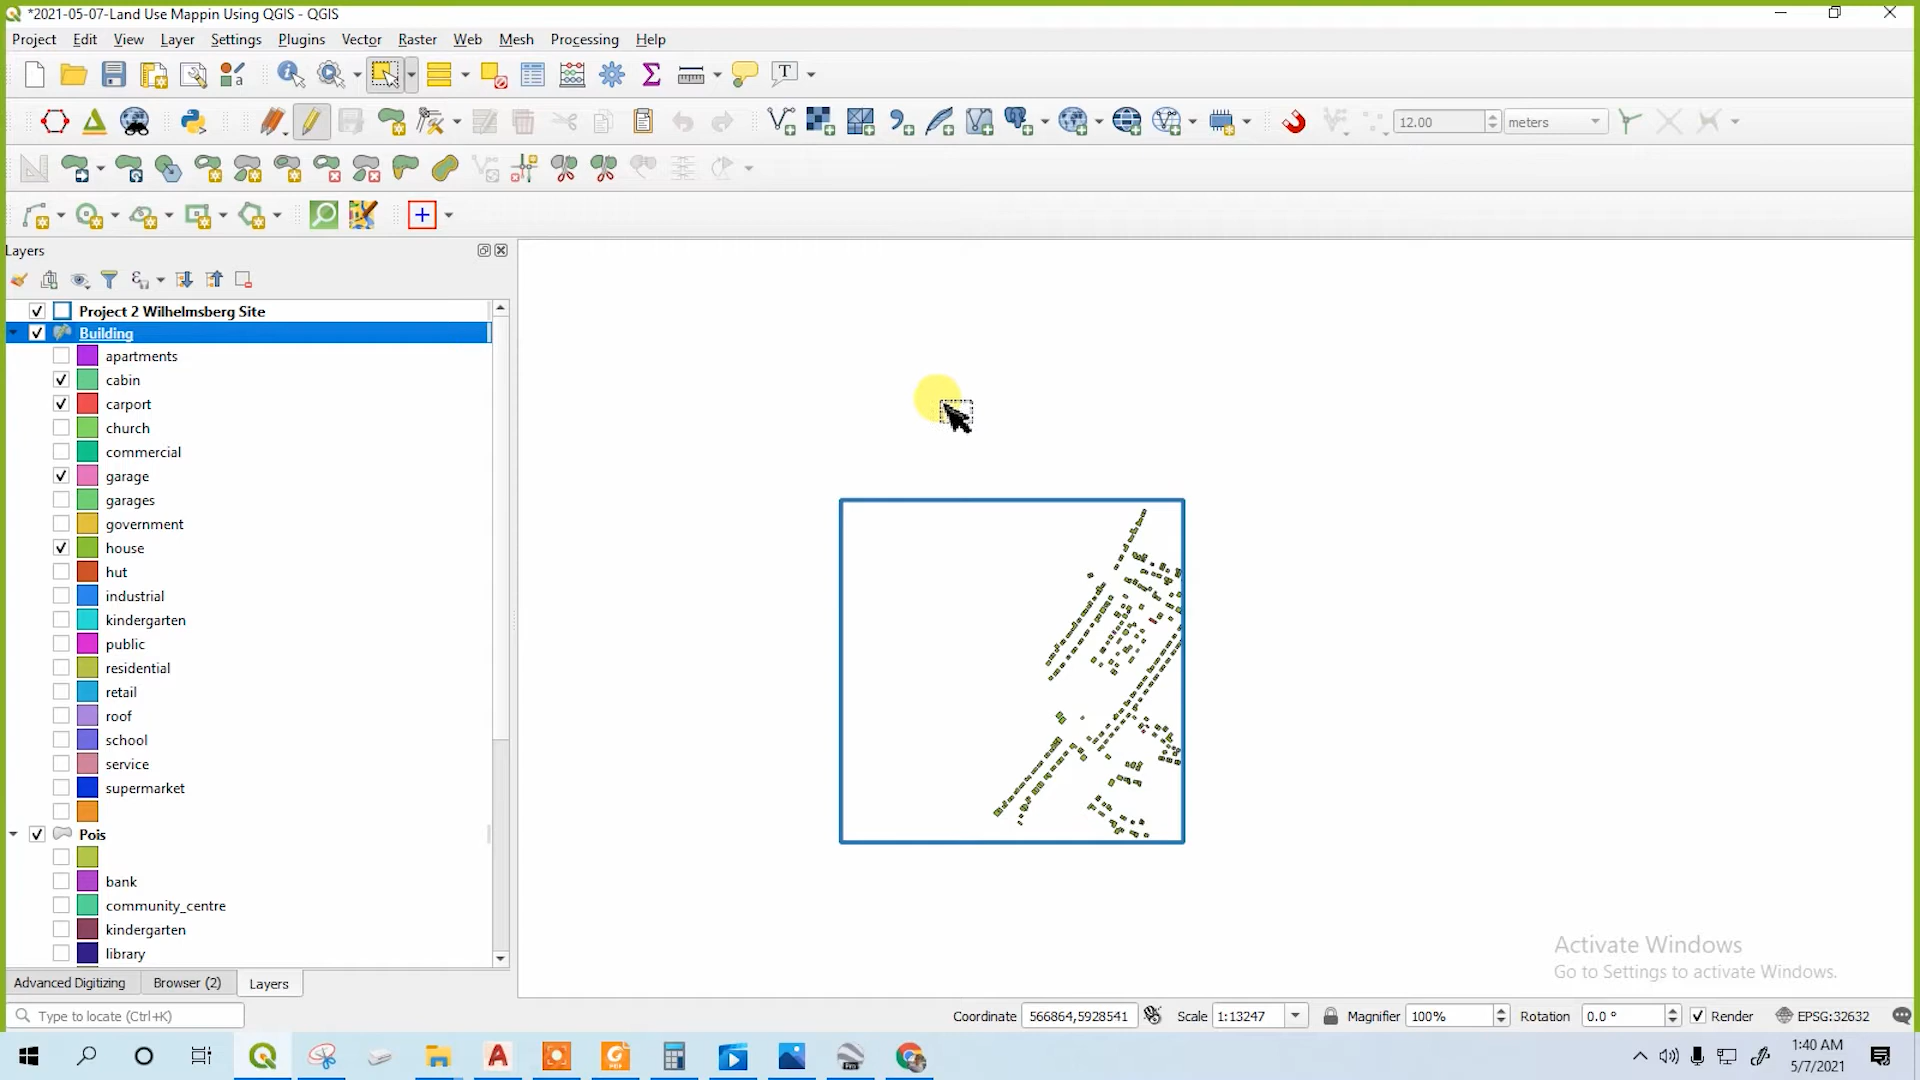 *2021-05-07-Land Use Mappin Using QGIS - QGIS
Project Edit View Layer Settings Plugins Vector Raster Web Mesh Processing Help
12.00 meters
Layers
Project 2 Wilhelmsberg Site
Building
apartments
cabin
carport
church
commercial
garage
garages
government
house
hut
industrial
kindergarten
public
residential
retail
roof
school
service
supermarket
Pois
bank
community_centre
kindergarten
library
Activate Windows
Go to Settings to activate Windows.
Advanced Digitizing Browser (2) Layers
Type to locate (Ctrl+K) Coordinate 566864,5928541 Scale 1:13247 Magnifier 100% Rotation 0.0 ° Render EPSG:32632
1:40 AM
5/7/2021